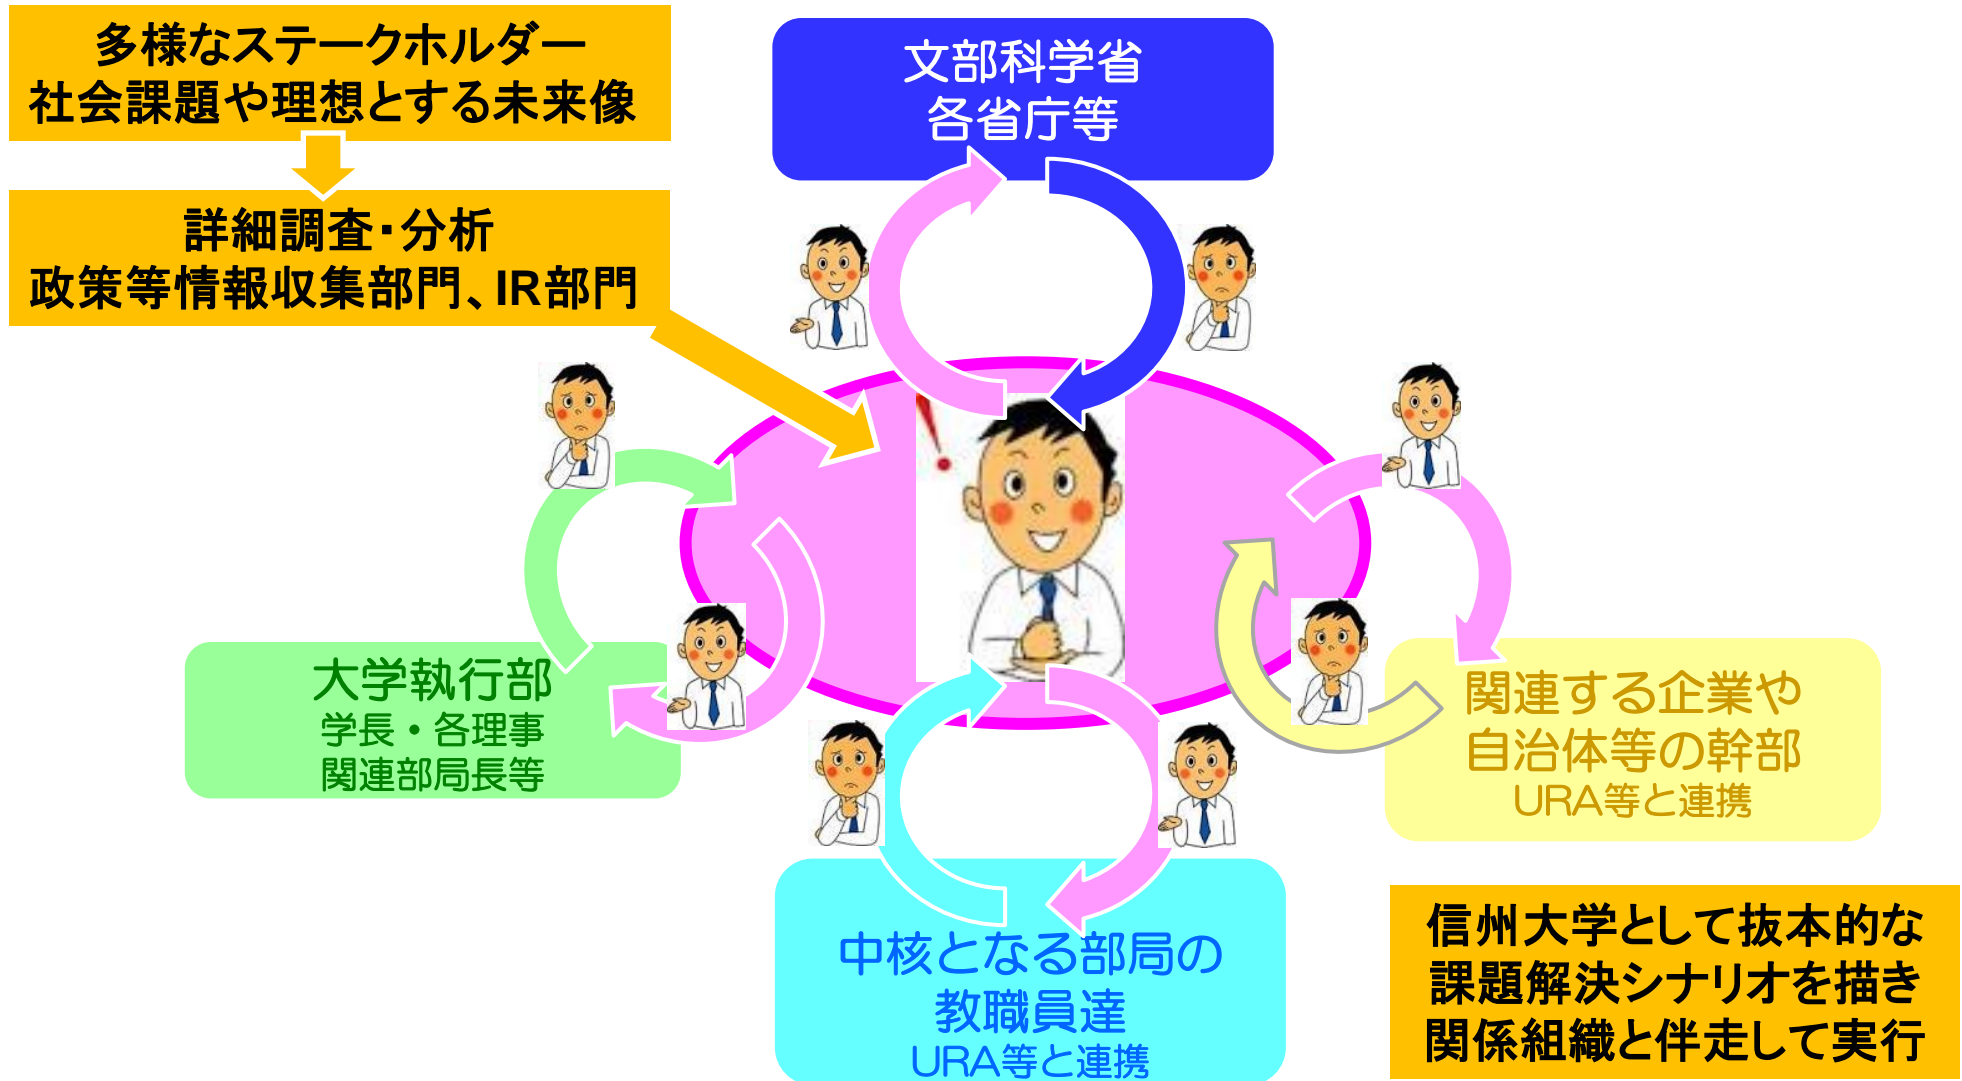 多様なステークホルダー
社会課題や理想とする未来像
詳細調査・分析
政策等情報収集部門、IR部門
文部科学省
各省庁等
大学執行部
学長・各理事
関連部局長等
関連する企業や
自治体等の幹部
URA等と連携
中核となる部局の
教職員達
URA等と連携
信州大学として抜本的な
課題解決シナリオを描き
関係組織と伴走して実行